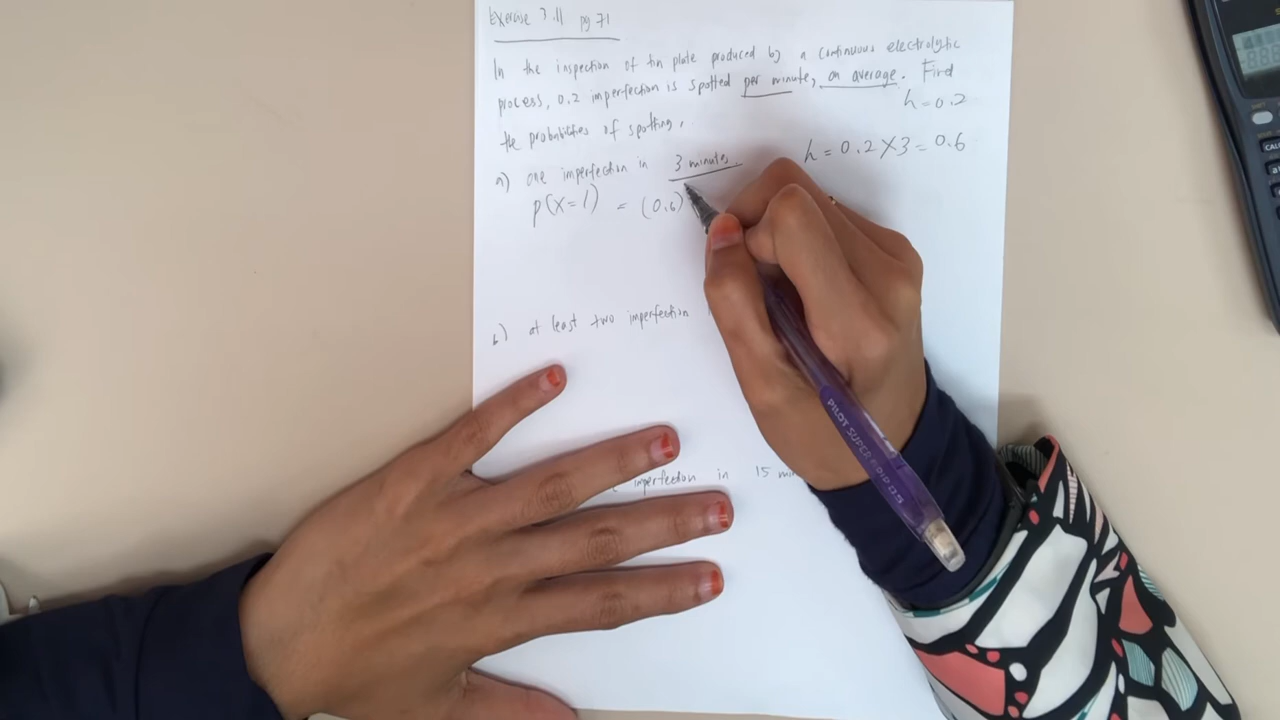 Exercise 7.11 pg 71
In the inspection of tin plate produced by a continuous electrolytic
process, 0.2 imperfection is spotted per minute, on average. Find
the probabilities of spotting,
h = 0.2
a) one imperfection in 3 minutes.
h = 0.2 X 3 = 0.6
P(X=1) = (0.6)
b) at least two imperfection
imperfection in 15
PILOT SUPER GRIP 0.5